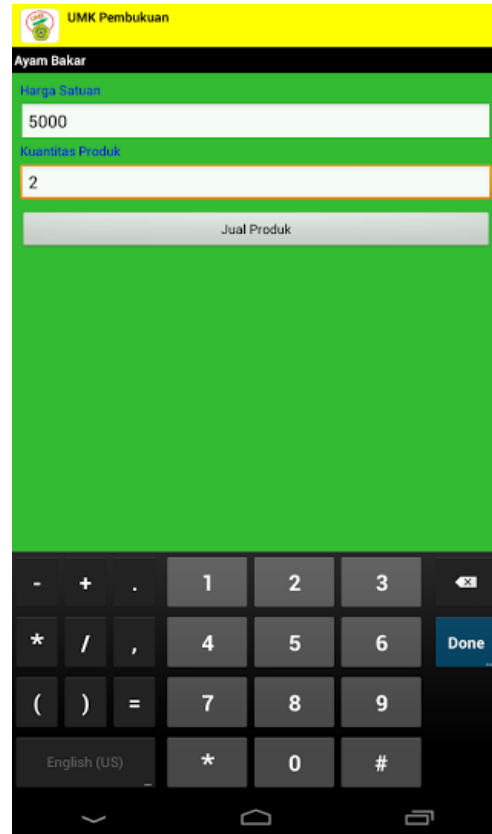 UMK
UMK Pembukuan
Ayam Bakar
Harga Satuan
5000
Kuantitas Produk
2
Jual Produk
- + . 1 2 3
* / , 4 5 6 Done
( ) = 7 8 9
English (US) * 0 #